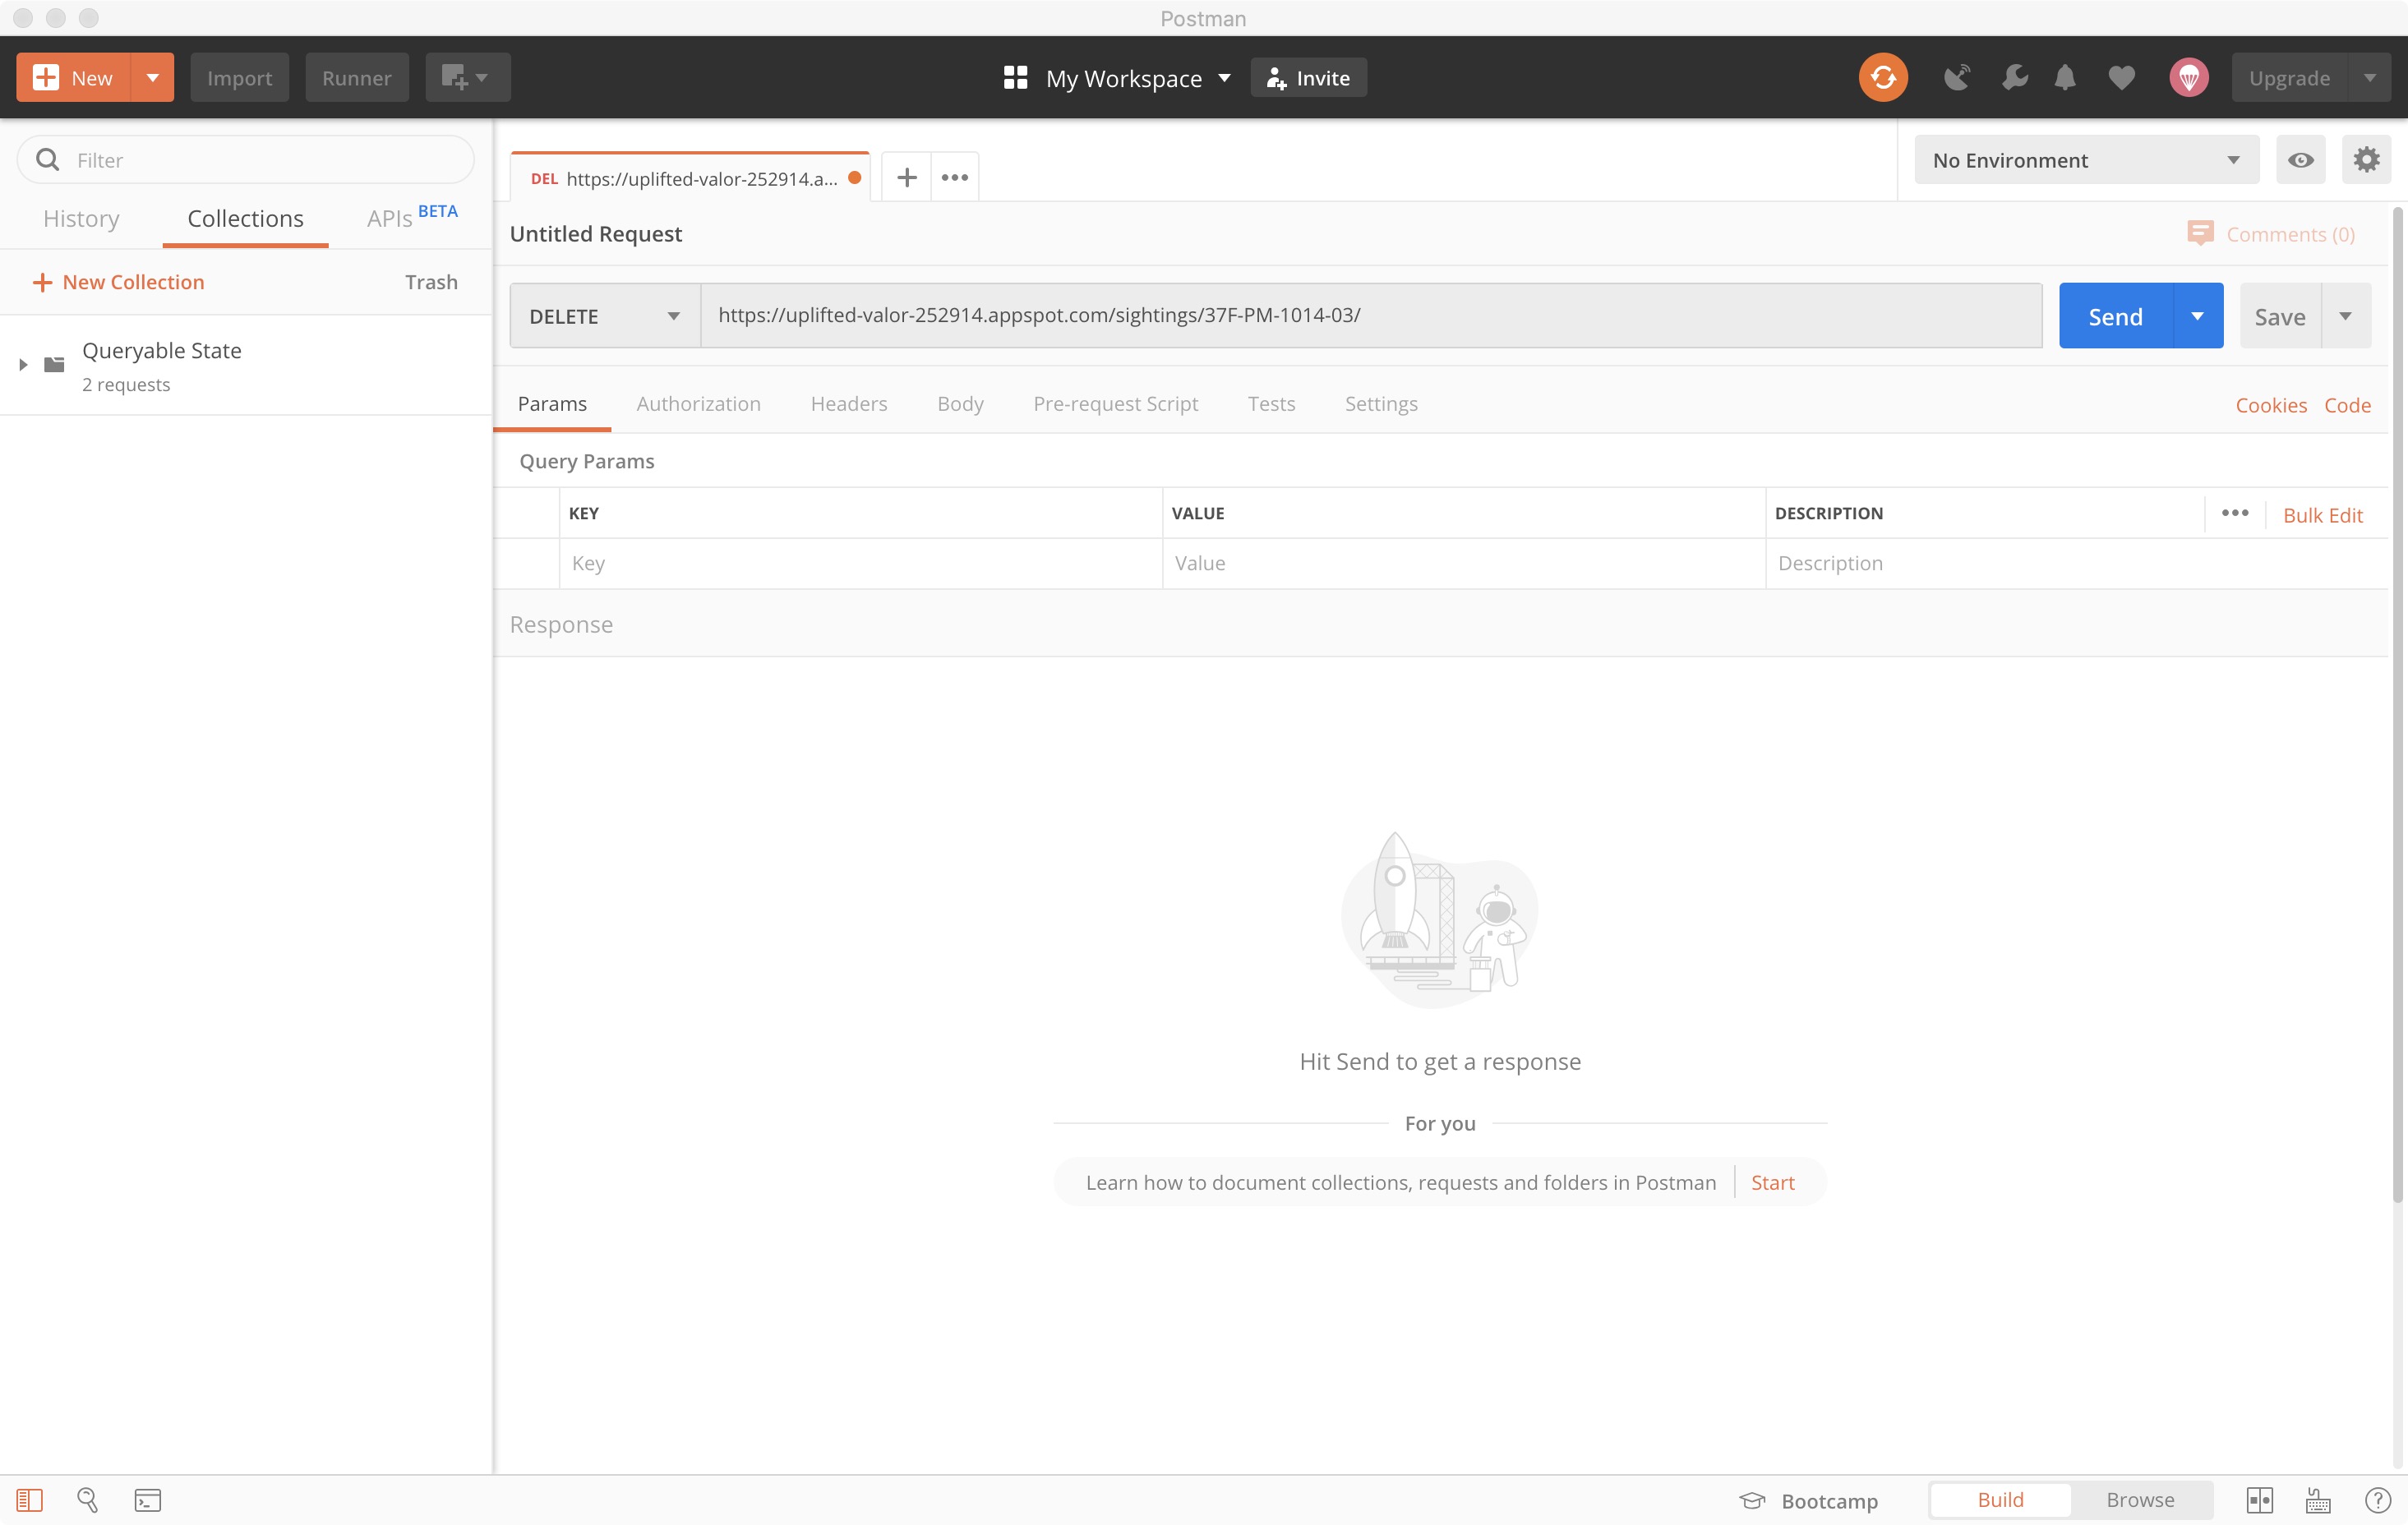 Postman
New
Import
Runner
My Workspace
Invite
Upgrade
Filter
History
Collections
APIs BETA
New Collection
Trash
Queryable State
2 requests
DEL https://uplifted-valor-252914.a...
No Environment
Untitled Request
Comments (0)
DELETE
https://uplifted-valor-252914.appspot.com/sightings/37F-PM-1014-03/
Send
Save
Params
Authorization
Headers
Body
Pre-request Script
Tests
Settings
Cookies
Code
Query Params
KEY
VALUE
DESCRIPTION
Bulk Edit
Key
Value
Description
Response
Hit Send to get a response
For you
Learn how to document collections, requests and folders in Postman
Start
Bootcamp
Build
Browse